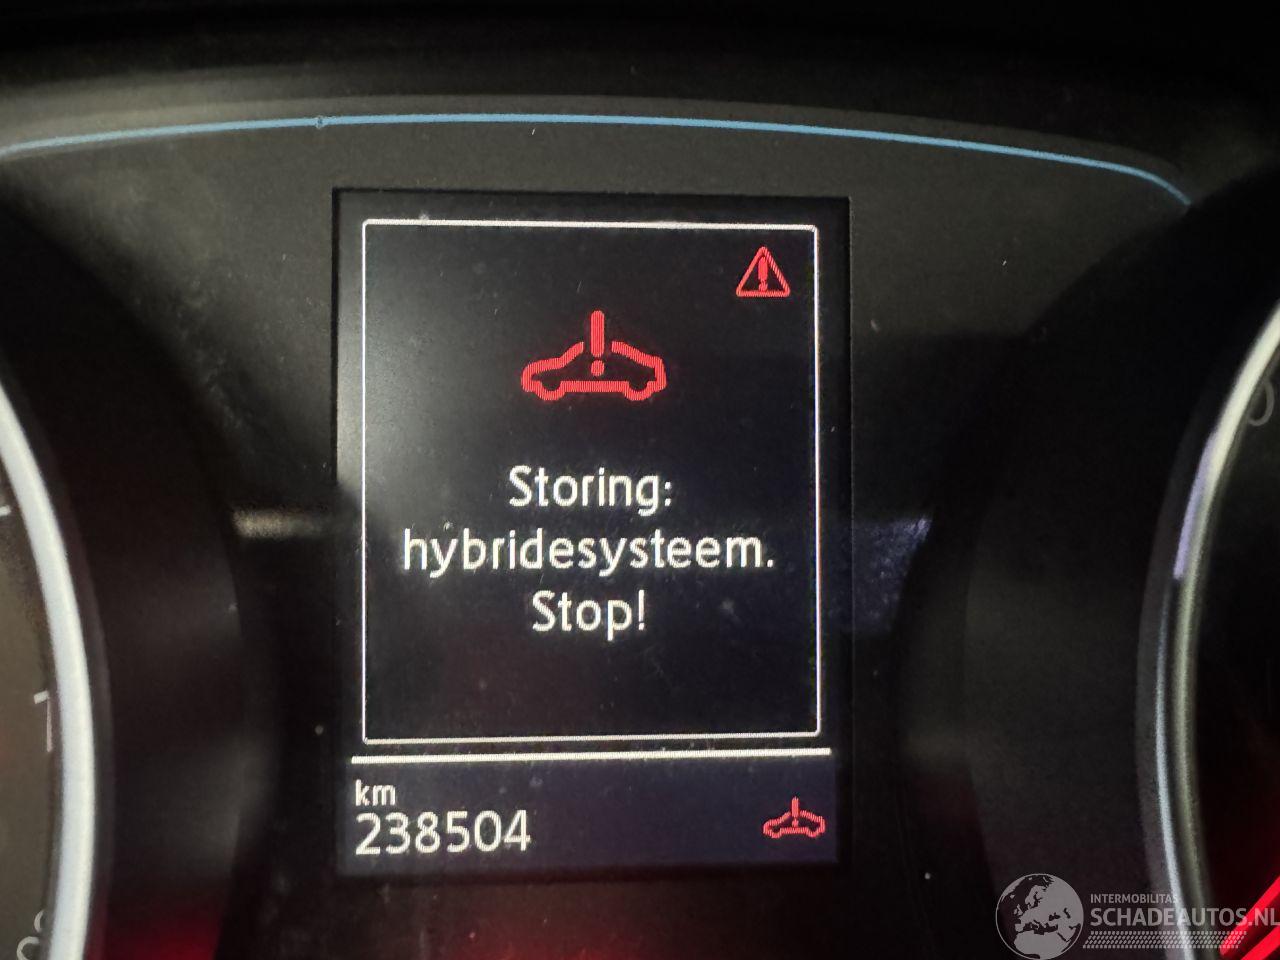 Storing:
hybridesysteem.
Stop!
km
238504
INTERMOBILITAS
SCHADEAUTOS.NL